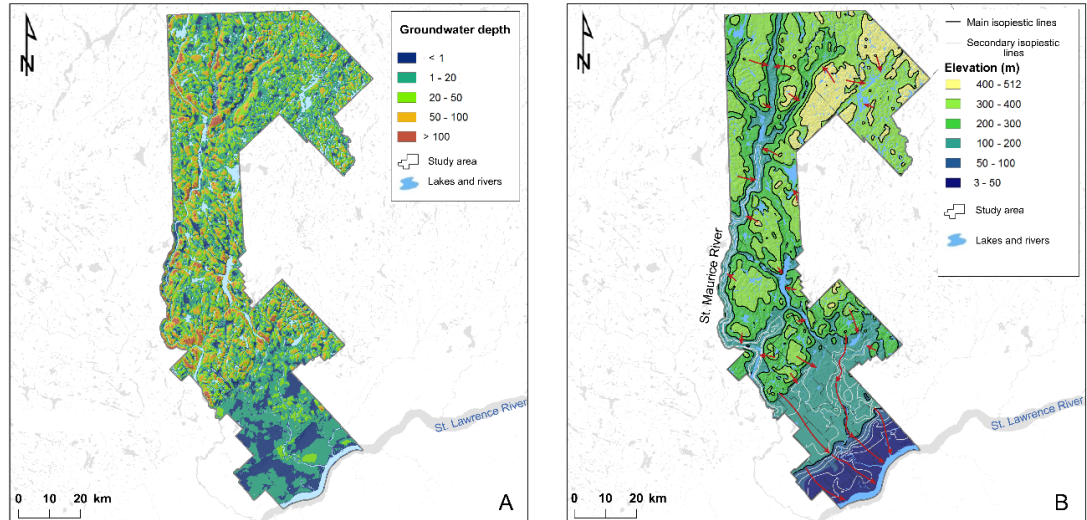 N
Groundwater depth
< 1
1 - 20
20 - 50
50 - 100
> 100
Study area
Lakes and rivers
St. Lawrence River
0 10 20 km
A
N
Main isopiestic lines
Secondary isopiestic
lines
Elevation (m)
400 - 512
300 - 400
200 - 300
100 - 200
50 - 100
3 - 50
Study area
Lakes and rivers
St. Maurice River
St. Lawrence River
0 10 20 km
B